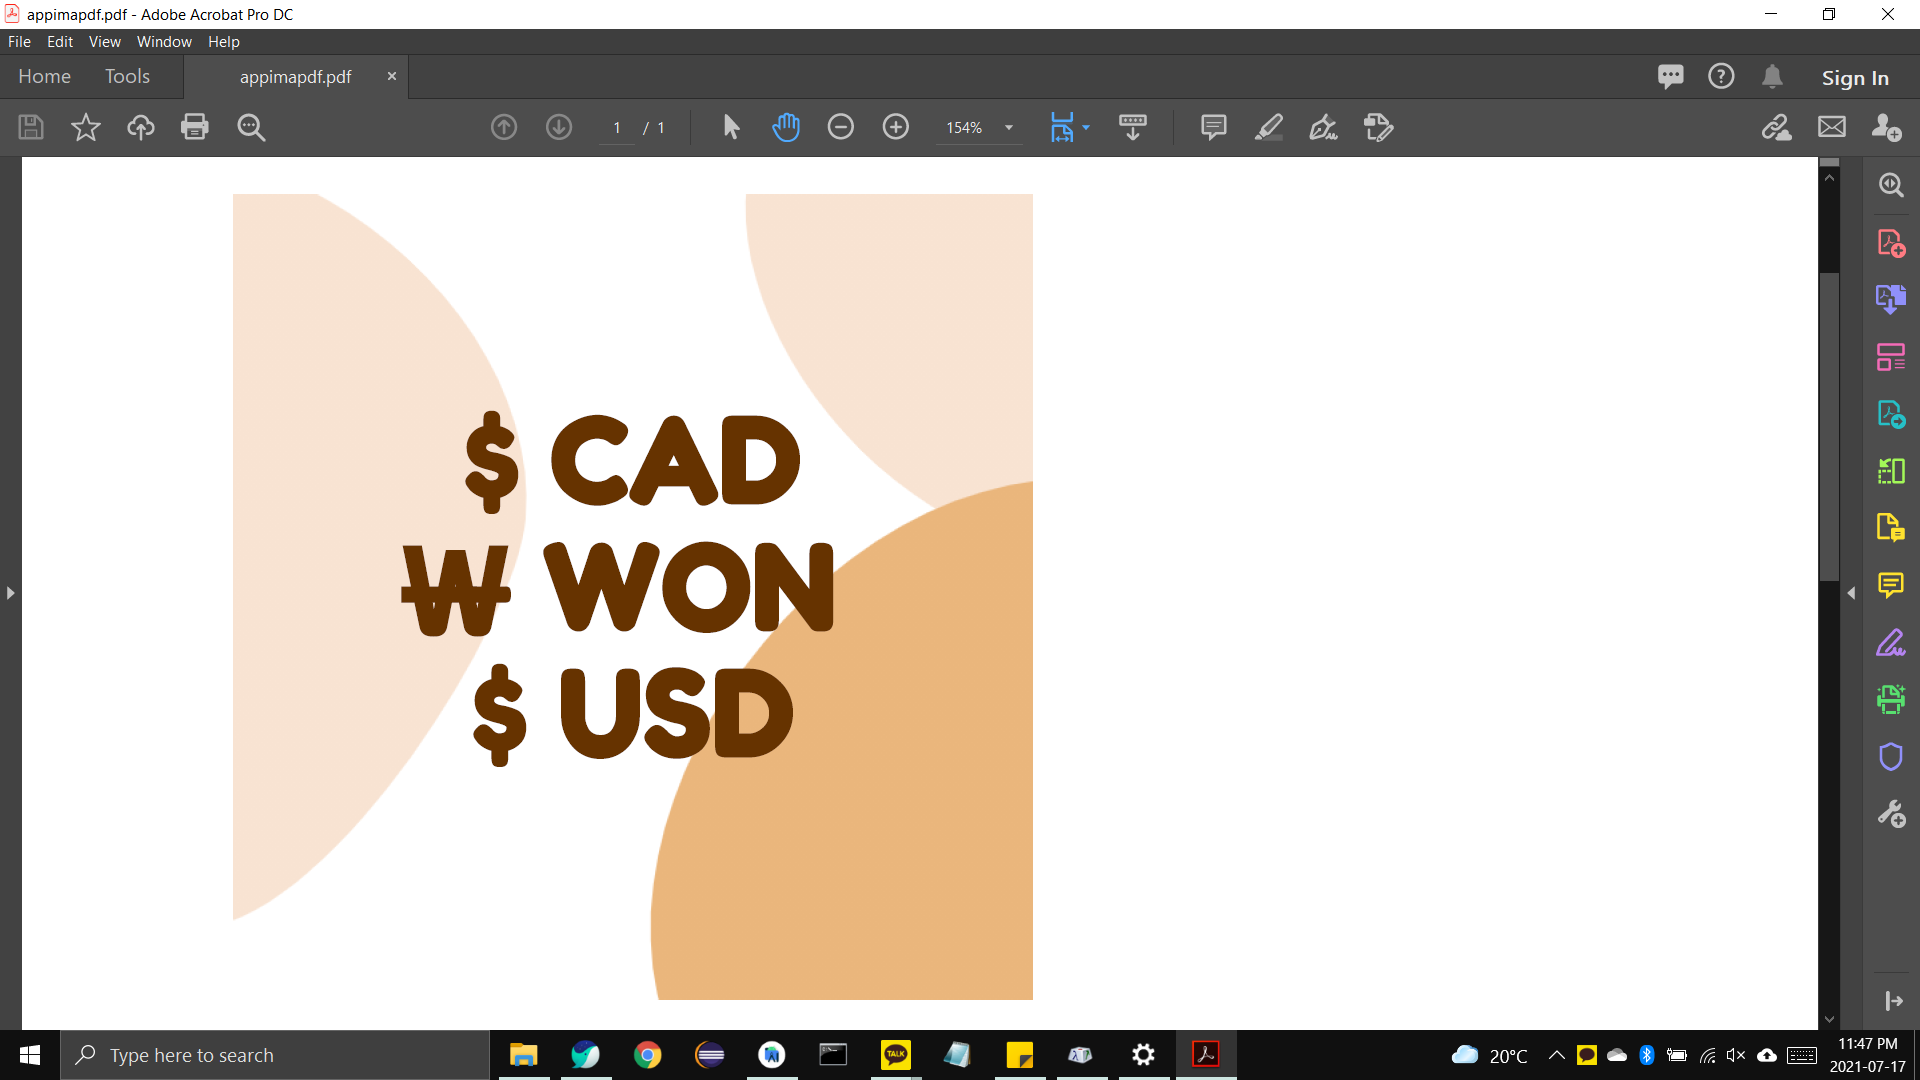 appimapdf.pdf - Adobe Acrobat Pro DC
File Edit View Window Help
Home Tools appimapdf.pdf × Sign In
1 / 1 154%
$ CAD
₩ WON
$ USD
Type here to search
TALK
20°C
11:47 PM
2021-07-17